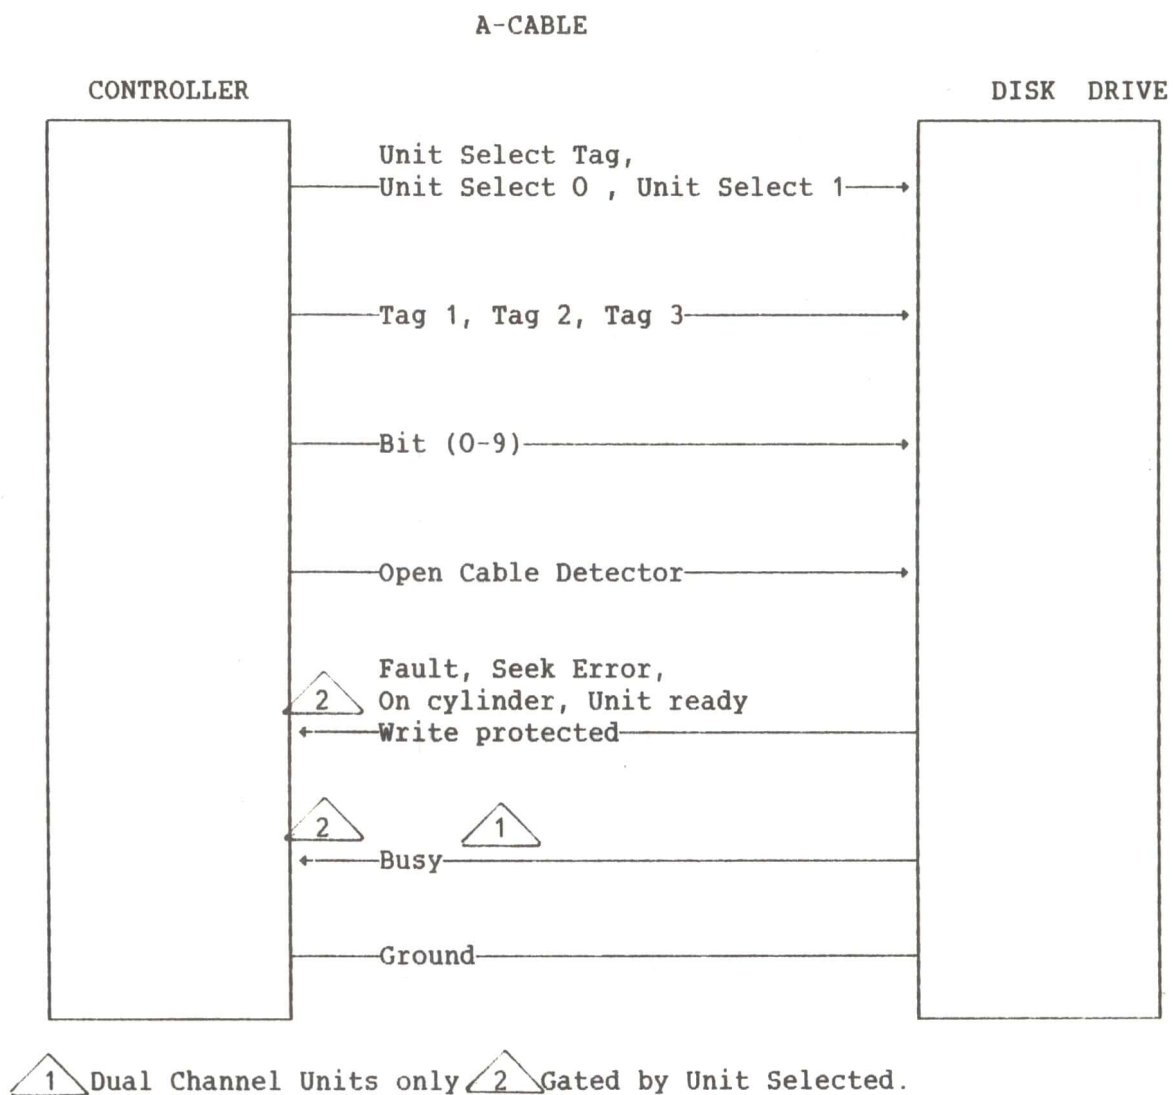 A-CABLE
CONTROLLER
DISK DRIVE
Unit Select Tag,
Unit Select 0 , Unit Select 1
Tag 1, Tag 2, Tag 3
Bit (0-9)
Open Cable Detector
Fault, Seek Error,
2 On cylinder, Unit ready
Write protected
2 1
Busy
Ground
1 Dual Channel Units only 2 Gated by Unit Selected.